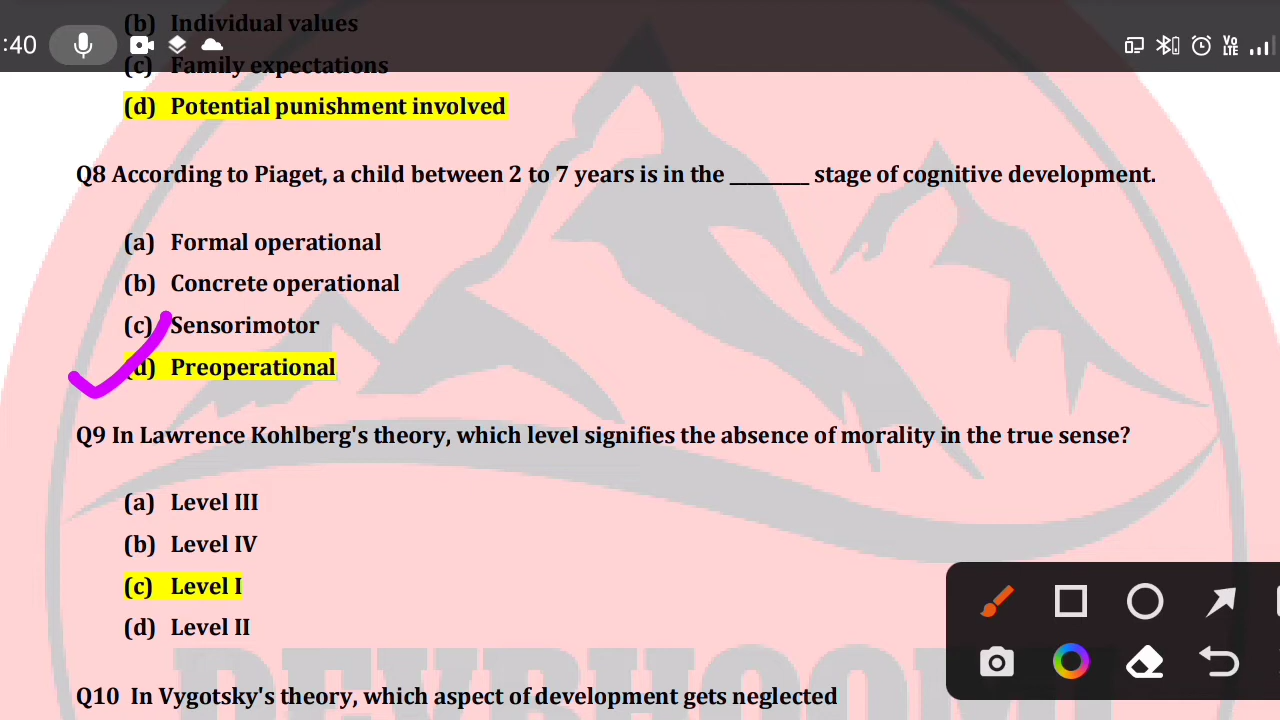 (b) Individual values
:40
(c) Family expectations
(d) Potential punishment involved
Q8 According to Piaget, a child between 2 to 7 years is in the ________ stage of cognitive development.
(a) Formal operational
(b) Concrete operational
(c) Sensorimotor
(d) Preoperational
Q9 In Lawrence Kohlberg's theory, which level signifies the absence of morality in the true sense?
(a) Level III
(b) Level IV
(c) Level I
(d) Level II
Q10 In Vygotsky's theory, which aspect of development gets neglected